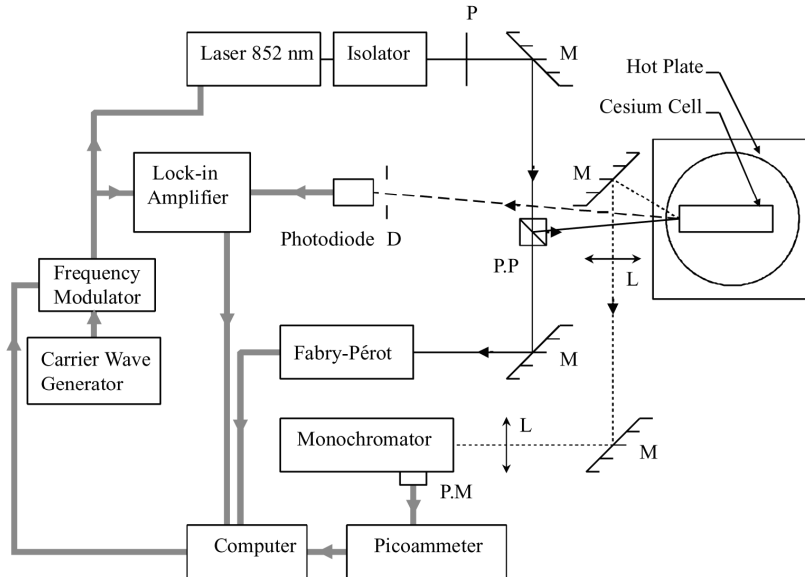 P
Laser 852 nm
Isolator
M
Hot Plate
Cesium Cell
Lock-in
Amplifier
M
Photodiode
D
P.P
L
Frequency
Modulator
Carrier Wave
Generator
Fabry-Pérot
M
Monochromator
L
M
P.M
Computer
Picoammeter